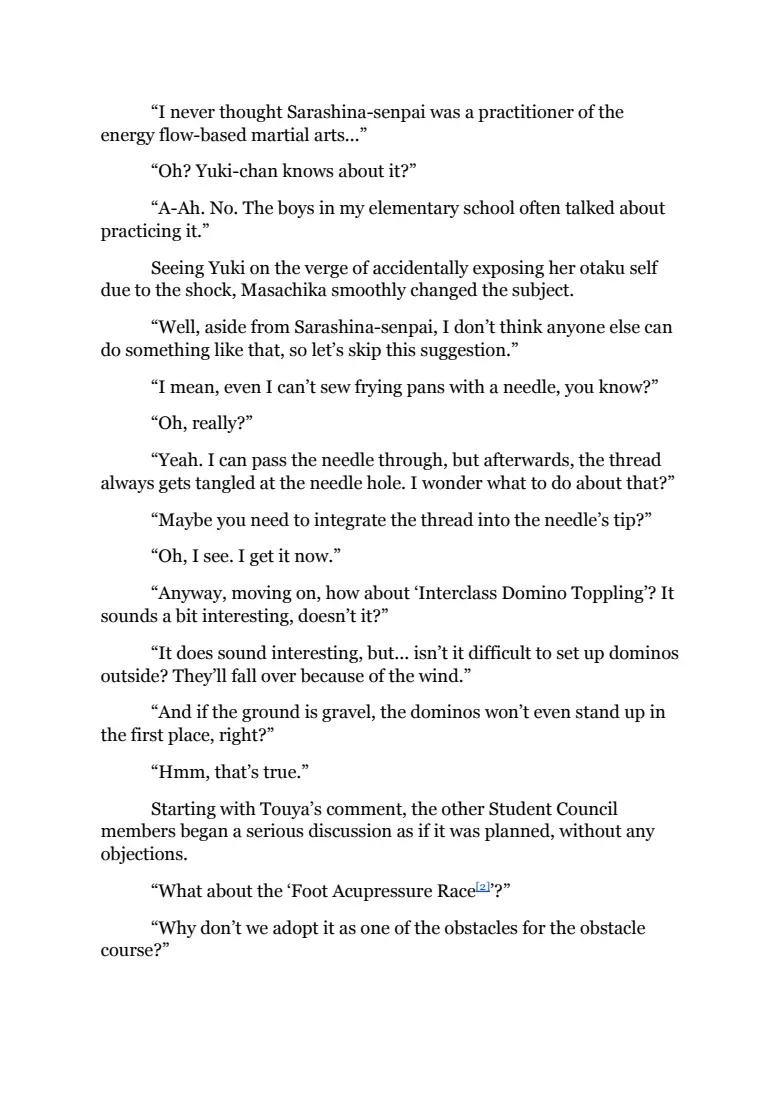 “I never thought Sarashina-senpai was a practitioner of the
energy flow-based martial arts...”
“Oh? Yuki-chan knows about it?”
“A-Ah. No. The boys in my elementary school often talked about
practicing it.”
Seeing Yuki on the verge of accidentally exposing her otaku self
due to the shock, Masachika smoothly changed the subject.
“Well, aside from Sarashina-senpai, I don’t think anyone else can
do something like that, so let’s skip this suggestion.”
“I mean, even I can’t sew frying pans with a needle, you know?”
“Oh, really?”
“Yeah. I can pass the needle through, but afterwards, the thread
always gets tangled at the needle hole. I wonder what to do about that?”
“Maybe you need to integrate the thread into the needle’s tip?”
“Oh, I see. I get it now.”
“Anyway, moving on, how about ‘Interclass Domino Toppling’? It
sounds a bit interesting, doesn’t it?”
“It does sound interesting, but... isn’t it difficult to set up dominos
outside? They’ll fall over because of the wind.”
“And if the ground is gravel, the dominos won’t even stand up in
the first place, right?”
“Hmm, that’s true.”
Starting with Touya’s comment, the other Student Council
members began a serious discussion as if it was planned, without any
objections.
“What about the ‘Foot Acupressure Race[2]’?”
“Why don’t we adopt it as one of the obstacles for the obstacle
course?”